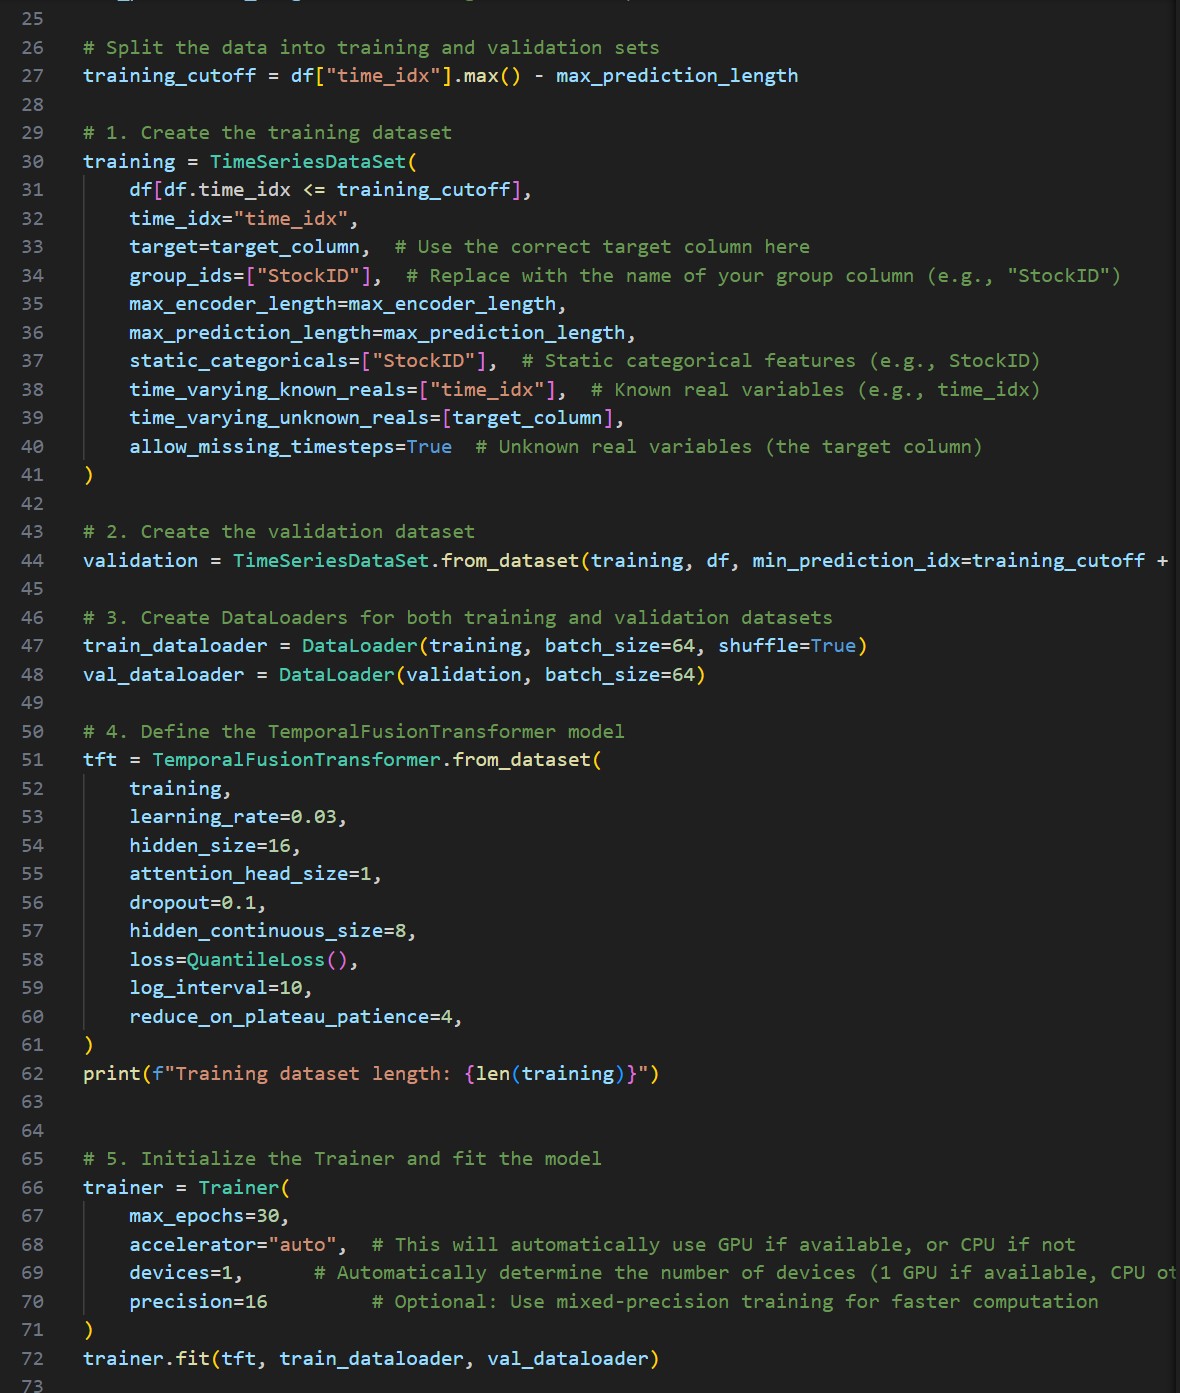 25
26 # Split the data into training and validation sets
27 training_cutoff = df["time_idx"].max() - max_prediction_length
28
29 # 1. Create the training dataset
30 training = TimeSeriesDataSet(
31     df[df.time_idx <= training_cutoff],
32     time_idx="time_idx",
33     target=target_column,  # Use the correct target column here
34     group_ids=["StockID"],  # Replace with the name of your group column (e.g., "StockID")
35     max_encoder_length=max_encoder_length,
36     max_prediction_length=max_prediction_length,
37     static_categoricals=["StockID"],  # Static categorical features (e.g., StockID)
38     time_varying_known_reals=["time_idx"],  # Known real variables (e.g., time_idx)
39     time_varying_unknown_reals=[target_column],
40     allow_missing_timesteps=True  # Unknown real variables (the target column)
41 )
42
43 # 2. Create the validation dataset
44 validation = TimeSeriesDataSet.from_dataset(training, df, min_prediction_idx=training_cutoff +
45
46 # 3. Create DataLoaders for both training and validation datasets
47 train_dataloader = DataLoader(training, batch_size=64, shuffle=True)
48 val_dataloader = DataLoader(validation, batch_size=64)
49
50 # 4. Define the TemporalFusionTransformer model
51 tft = TemporalFusionTransformer.from_dataset(
52     training,
53     learning_rate=0.03,
54     hidden_size=16,
55     attention_head_size=1,
56     dropout=0.1,
57     hidden_continuous_size=8,
58     loss=QuantileLoss(),
59     log_interval=10,
60     reduce_on_plateau_patience=4,
61 )
62 print(f"Training dataset length: {len(training)}")
63
64
65 # 5. Initialize the Trainer and fit the model
66 trainer = Trainer(
67     max_epochs=30,
68     accelerator="auto",  # This will automatically use GPU if available, or CPU if not
69     devices=1,      # Automatically determine the number of devices (1 GPU if available, CPU ot
70     precision=16         # Optional: Use mixed-precision training for faster computation
71 )
72 trainer.fit(tft, train_dataloader, val_dataloader)
73